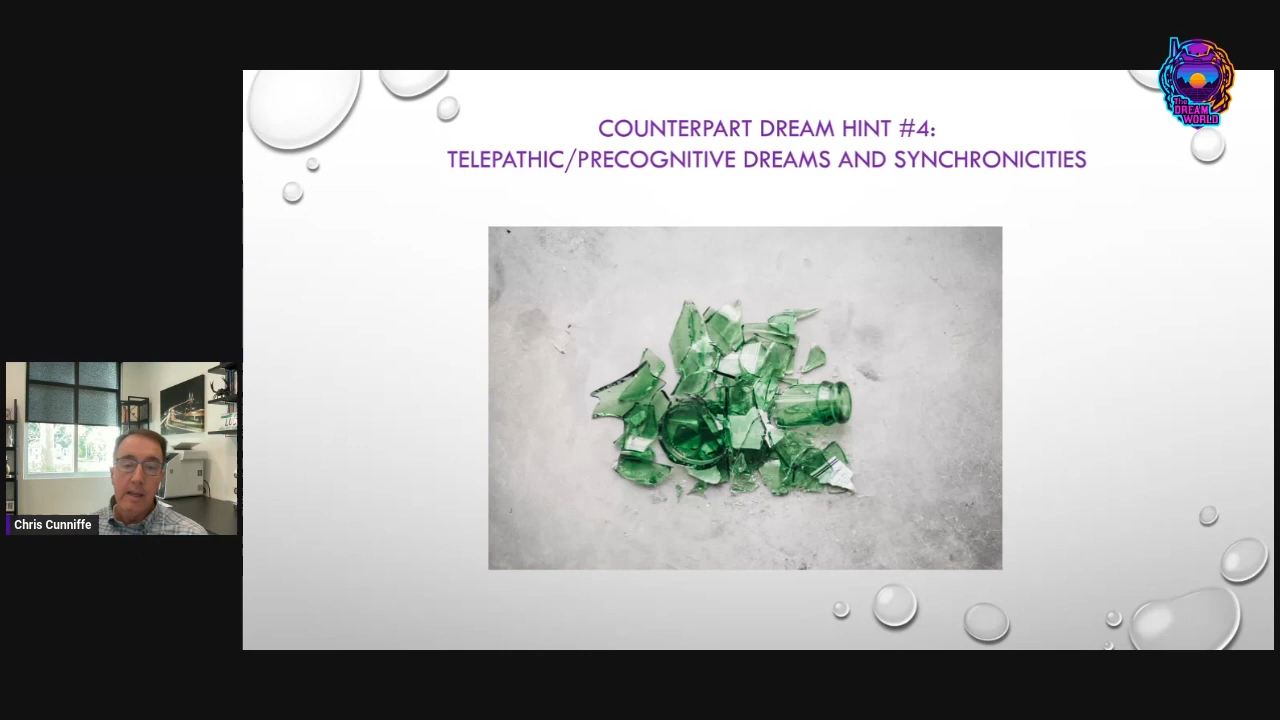 COUNTERPART DREAM HINT #4:
TELEPATHIC/PRECOGNITIVE DREAMS AND SYNCHRONICITIES
The
DREAM
WORLD
Chris Cunniffe